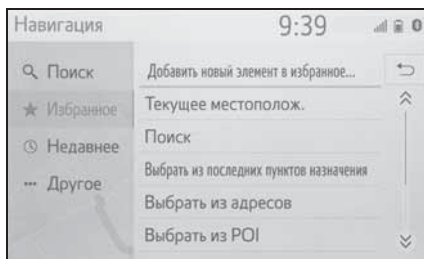 Навигация 9:39 0
Поиск
Избранное
Недавнее
Другое
Добавить новый элемент в избранное...
Текущее местополож.
Поиск
Выбрать из последних пунктов назначения
Выбрать из адресов
Выбрать из POI